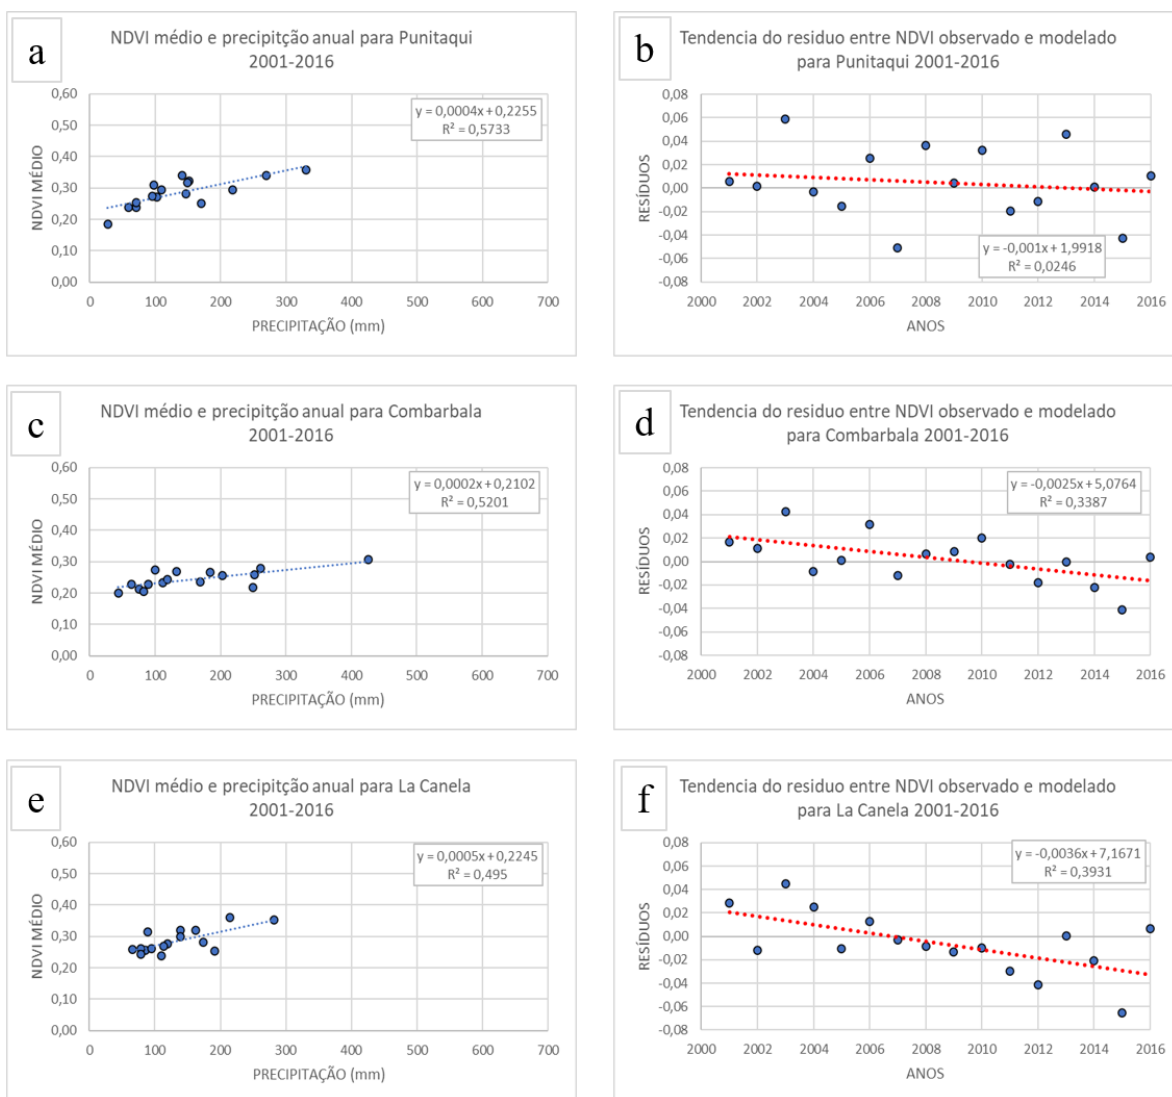 a
NDVI médio e precipitção anual para Punitaqui
2001-2016
NDVI MÉDIO
0,60
0,50
0,40
0,30
0,20
0,10
0,00
y = 0,0004x + 0,2255
R² = 0,5733
0 100 200 300 400 500 600 700
PRECIPITAÇÃO (mm)
b
Tendencia do residuo entre NDVI observado e modelado
para Punitaqui 2001-2016
RESÍDUOS
0,08
0,06
0,04
0,02
0,00
-0,02
-0,04
-0,06
-0,08
y = -0,001x + 1,9918
R² = 0,0246
2000 2002 2004 2006 2008 2010 2012 2014 2016
ANOS
c
NDVI médio e precipitção anual para Combarbala
2001-2016
NDVI MÉDIO
0,60
0,50
0,40
0,30
0,20
0,10
0,00
y = 0,0002x + 0,2102
R² = 0,5201
0 100 200 300 400 500 600 700
PRECIPITAÇÃO (mm)
d
Tendencia do residuo entre NDVI observado e modelado
para Combarbala 2001-2016
RESÍDUOS
0,08
0,06
0,04
0,02
0,00
-0,02
-0,04
-0,06
-0,08
y = -0,0025x + 5,0764
R² = 0,3387
2000 2002 2004 2006 2008 2010 2012 2014 2016
ANOS
e
NDVI médio e precipitção anual para La Canela
2001-2016
NDVI MÉDIO
0,60
0,50
0,40
0,30
0,20
0,10
0,00
y = 0,0005x + 0,2245
R² = 0,495
0 100 200 300 400 500 600 700
PRECIPITAÇÃO (mm)
f
Tendencia do residuo entre NDVI observado e modelado
para La Canela 2001-2016
RESÍDUOS
0,08
0,06
0,04
0,02
0,00
-0,02
-0,04
-0,06
-0,08
y = -0,0036x + 7,1671
R² = 0,3931
2000 2002 2004 2006 2008 2010 2012 2014 2016
ANOS